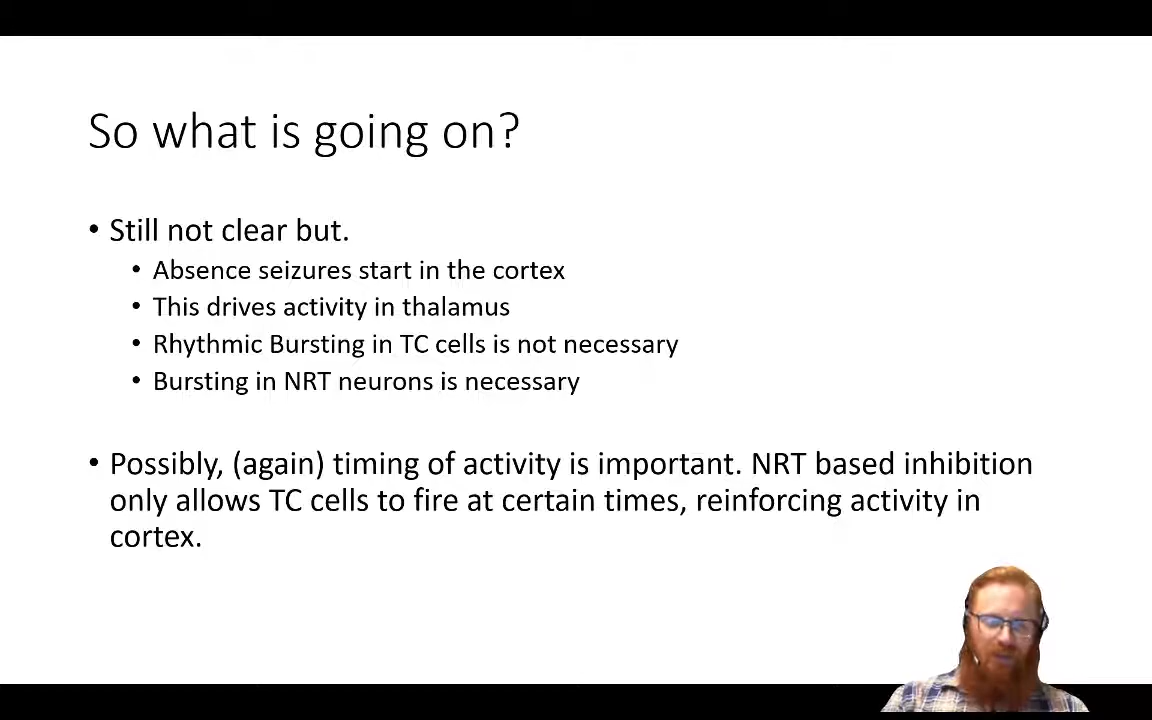 So what is going on?
• Still not clear but.
• Absence seizures start in the cortex
• This drives activity in thalamus
• Rhythmic Bursting in TC cells is not necessary
• Bursting in NRT neurons is necessary
• Possibly, (again) timing of activity is important. NRT based inhibition
only allows TC cells to fire at certain times, reinforcing activity in
cortex.